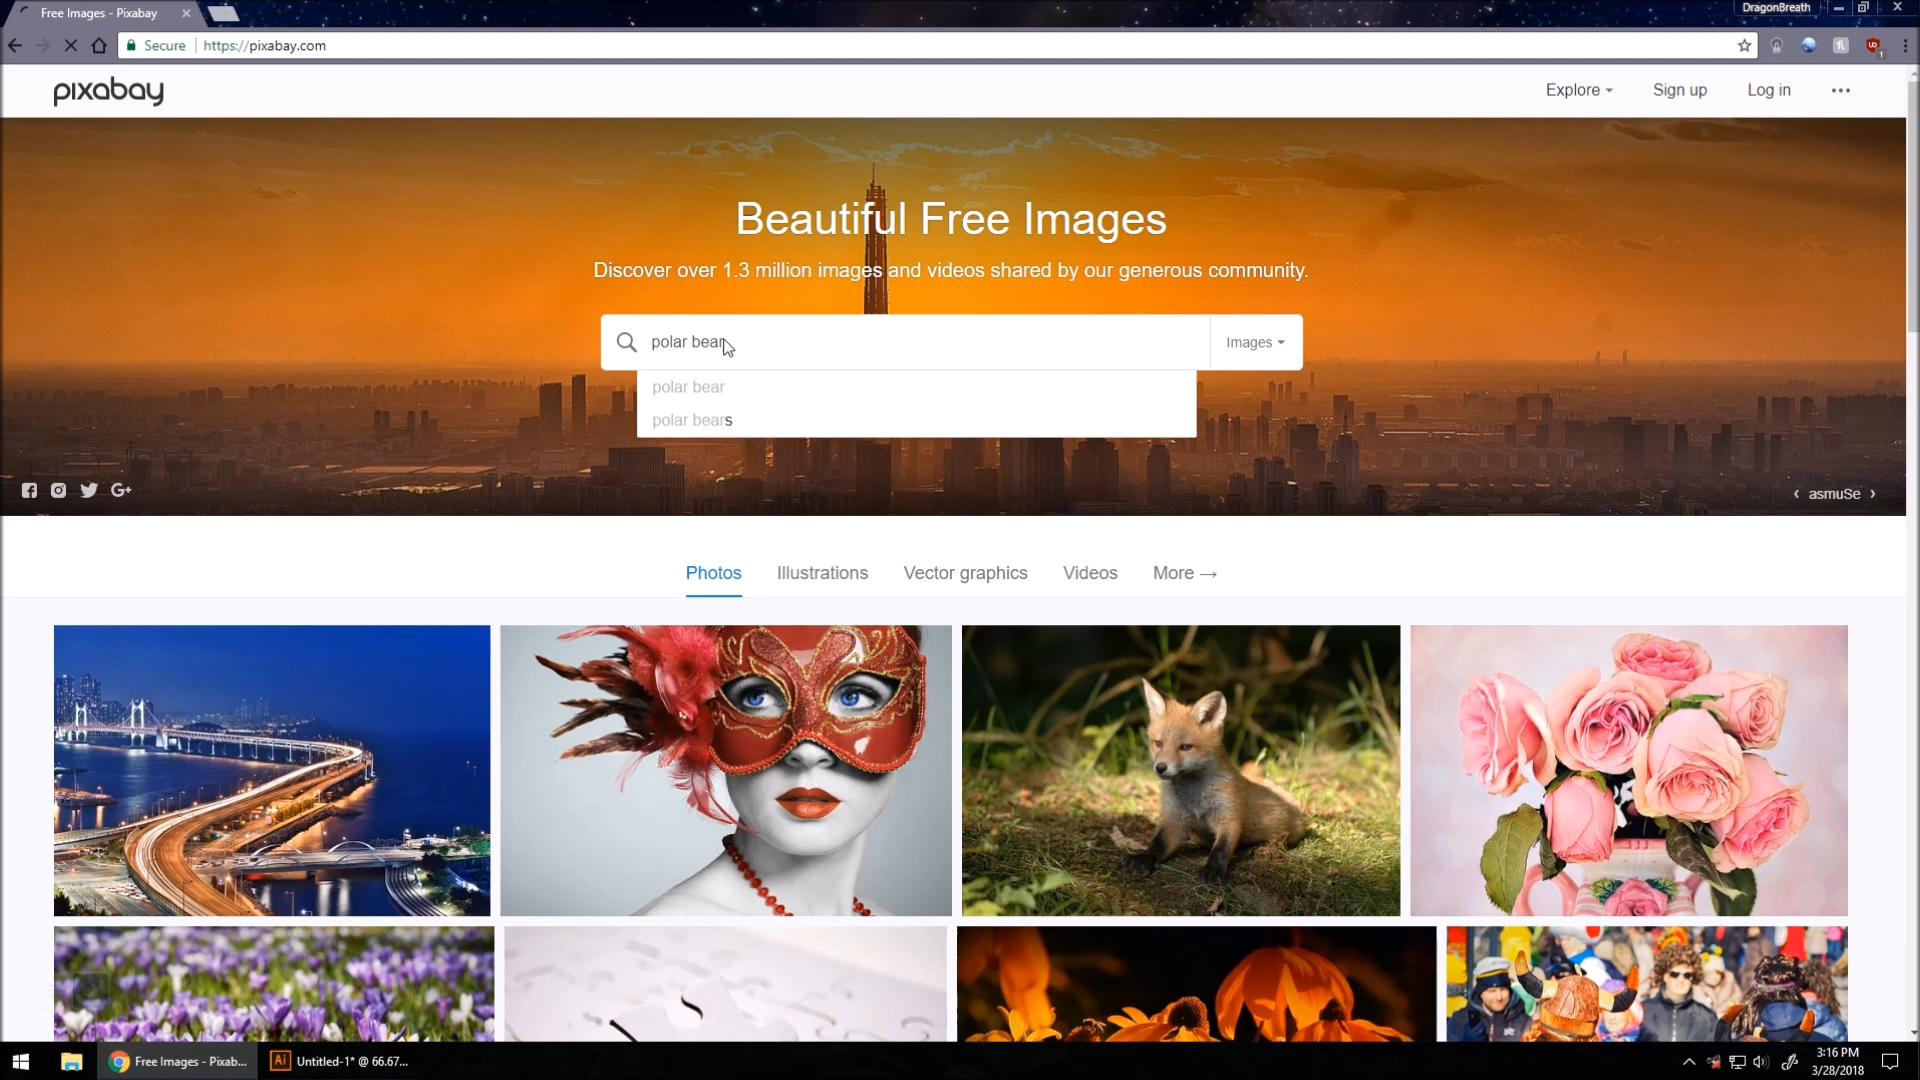 Free Images - Pixabay
DragonBreath
Secure
https://pixabay.com
1
pixabay
Explore
Sign up
Log in
Beautiful Free Images
Discover over 1.3 million images and videos shared by our generous community.
polar bear
Images
polar bear
polar bears
G+
‹ asmuSe ›
Photos
Illustrations
Vector graphics
Videos
More →
Free Images - Pixab...
Ai
Untitled-1* @ 66.67...
3:16 PM
3/28/2018